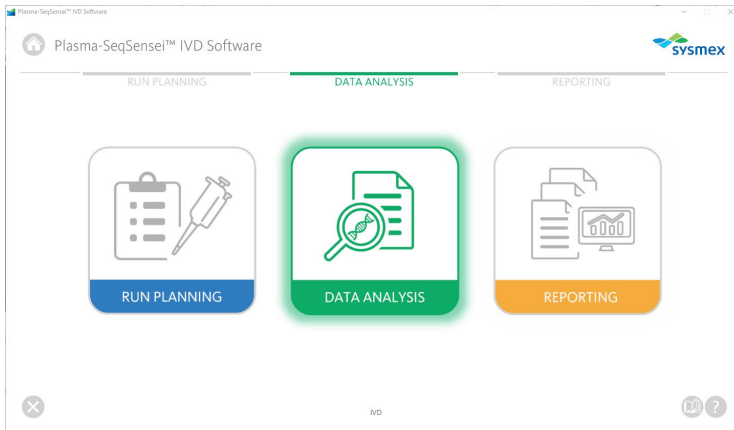 Plasma-SeqSensei™ IVD Software
Plasma-SeqSensei™ IVD Software
sysmex
RUN PLANNING
DATA ANALYSIS
REPORTING
RUN PLANNING
DATA ANALYSIS
REPORTING
IVD
?